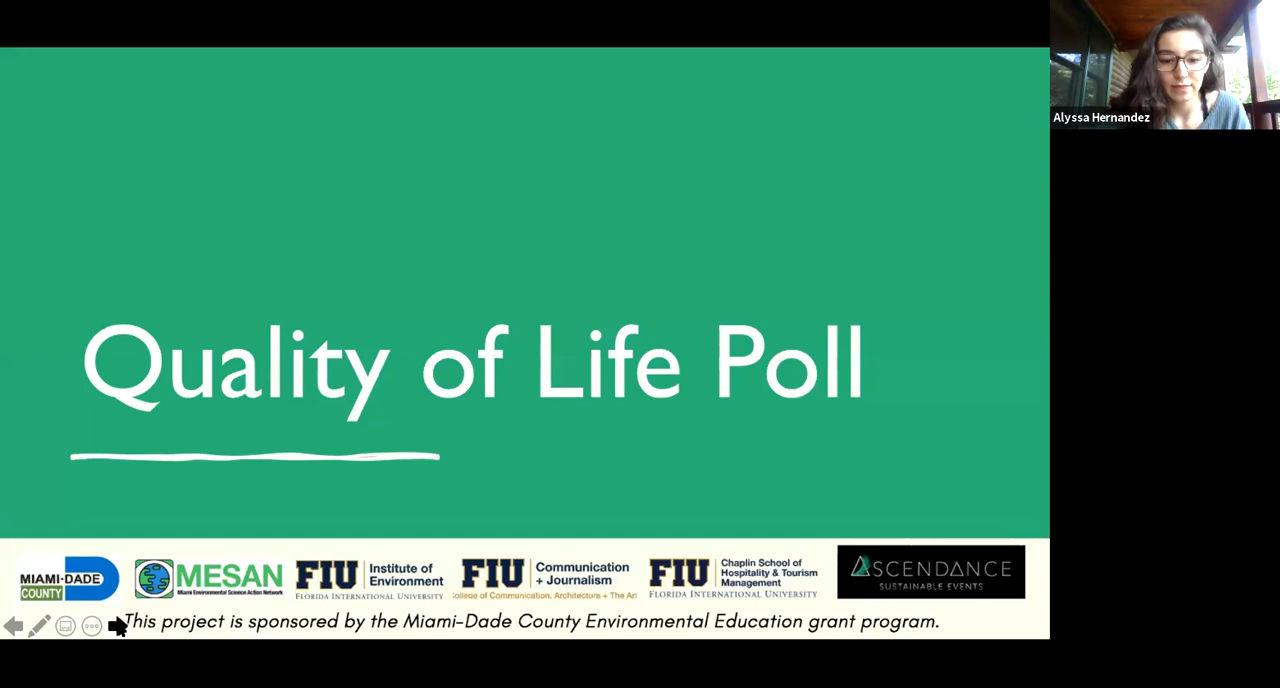 Alyssa Hernandez
Quality of Life Poll
MIAMI-DADE
COUNTY
MESAN
Miami Environmental Science Action Network
FIU
Institute of
Environment
FLORIDA INTERNATIONAL UNIVERSITY
FIU
Communication
+ Journalism
College of Communication, Architecture + The Art
FIU
Chaplin School of
Hospitality & Tourism
Management
FLORIDA INTERNATIONAL UNIVERSITY
ASCENDANCE
SUSTAINABLE EVENTS
This project is sponsored by the Miami-Dade County Environmental Education grant program.